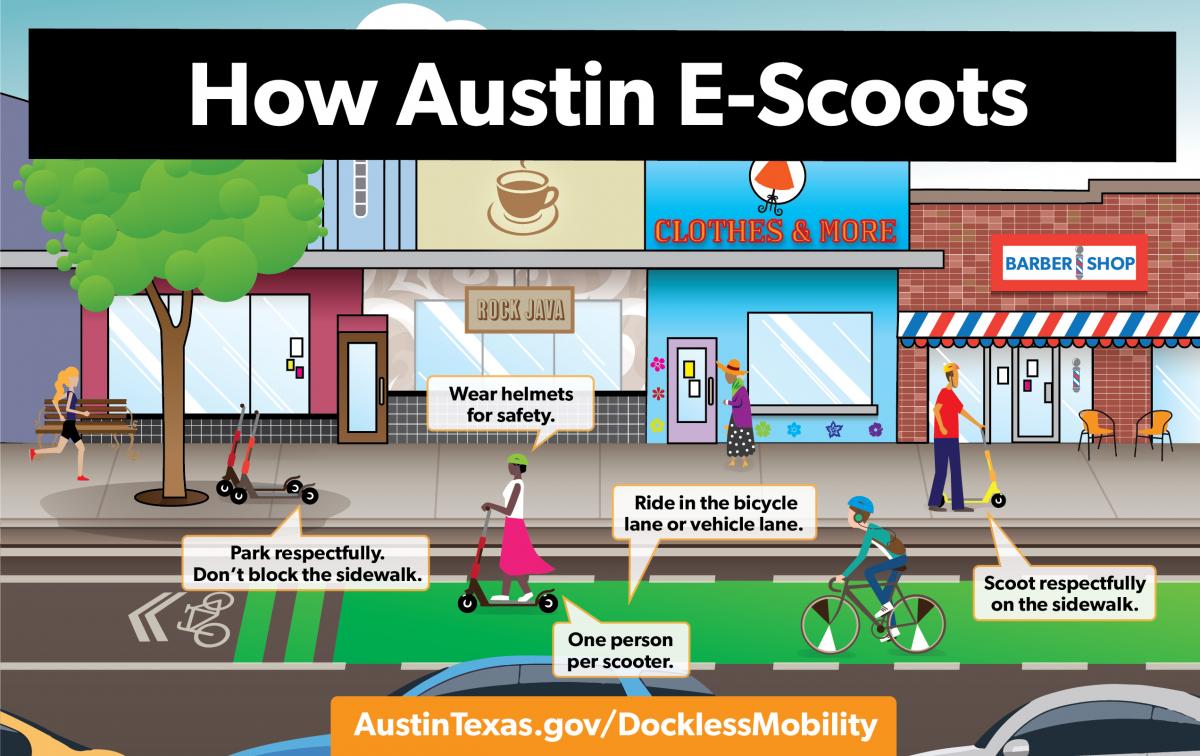 How Austin E-Scoots
CLOTHES & MORE
BARBER SHOP
ROCK JAVA
Wear helmets
for safety.
Ride in the bicycle
lane or vehicle lane.
Park respectfully.
Don't block the sidewalk.
Scoot respectfully
on the sidewalk.
One person
per scooter.
AustinTexas.gov/DocklessMobility